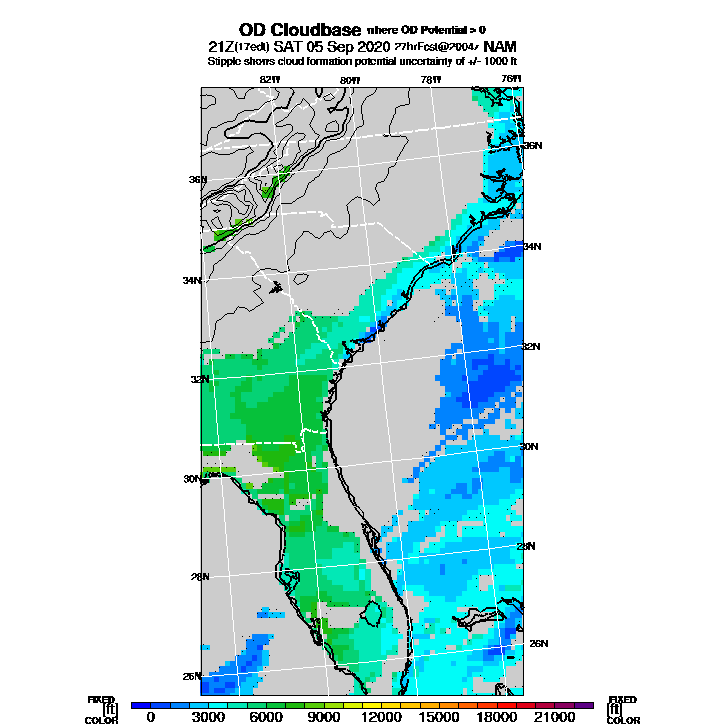 OD Cloudbase where OD Potential > 0
21Z(17edt) SAT 05 Sep 2020 27hrFcst@2004z NAM
Stipple shows cloud formation potential uncertainty of +/- 1000 ft
82W 80W 78W 76W
36N 36N
34N 34N
32N 32N
30N 30N
28N 28N
26N 26N
FIXED [ft] COLOR
0 3000 6000 9000 12000 15000 18000 21000
FIXED [ft] COLOR